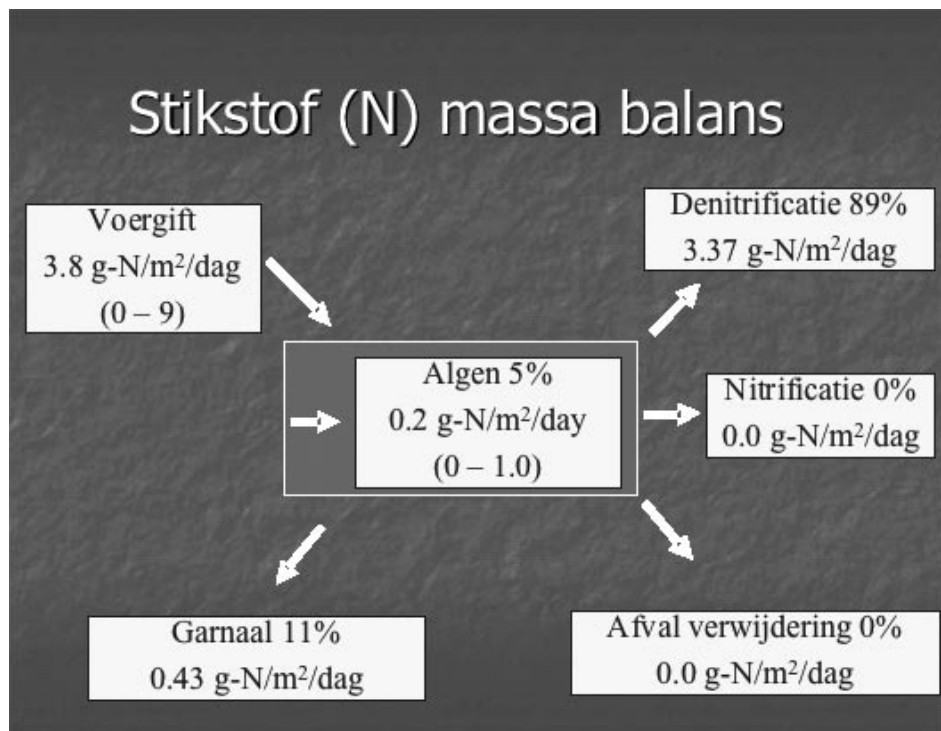 Stikstof (N) massa balans
Voergift
3.8 g-N/m²/dag
(0 – 9)
Denitrificatie 89%
3.37 g-N/m²/dag
Algen 5%
0.2 g-N/m²/day
(0 – 1.0)
Nitrificatie 0%
0.0 g-N/m²/dag
Garnaal 11%
0.43 g-N/m²/dag
Afval verwijdering 0%
0.0 g-N/m²/dag